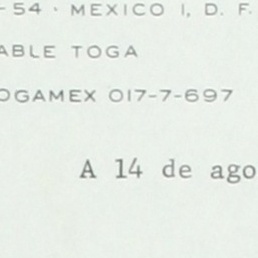 -54 · MEXICO I, D. F.
ABLE TOGA
OGAMEX 017-7-697
A 14 de ago